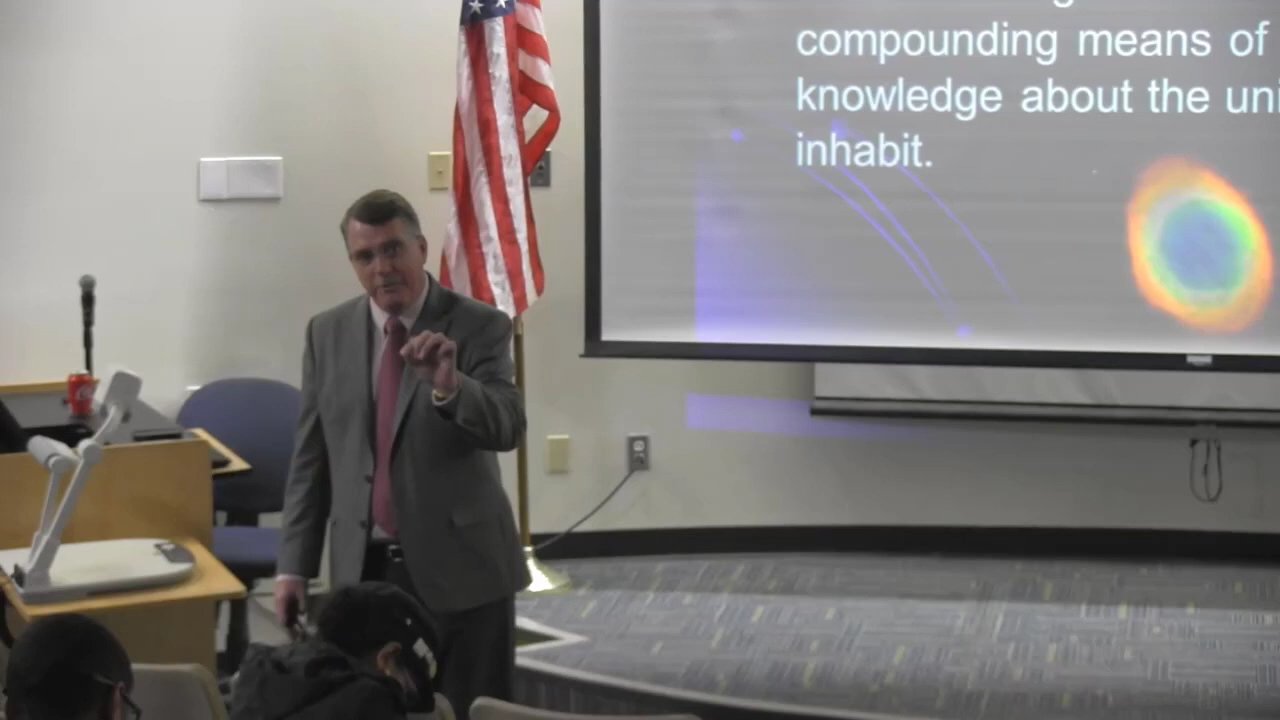 compounding means of
knowledge about the uni
inhabit.